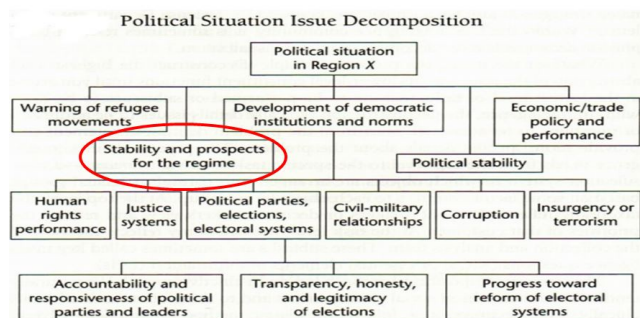 Political Situation Issue Decomposition
Political situation
in Region X
Warning of refugee
movements
Development of democratic
institutions and norms
Economic/trade
policy and
performance
Stability and prospects
for the regime
Political stability
Human
rights
performance
Justice
systems
Political parties,
elections,
electoral systems
Civil-military
relationships
Corruption
Insurgency or
terrorism
Accountability and
responsiveness of political
parties and leaders
Transparency, honesty,
and legitimacy
of elections
Progress toward
reform of electoral
systems